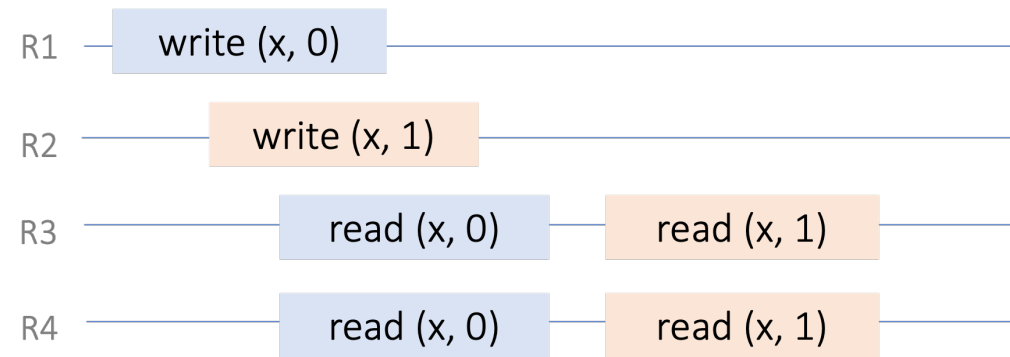 R1 write (x, 0)
R2 write (x, 1)
R3 read (x, 0) read (x, 1)
R4 read (x, 0) read (x, 1)